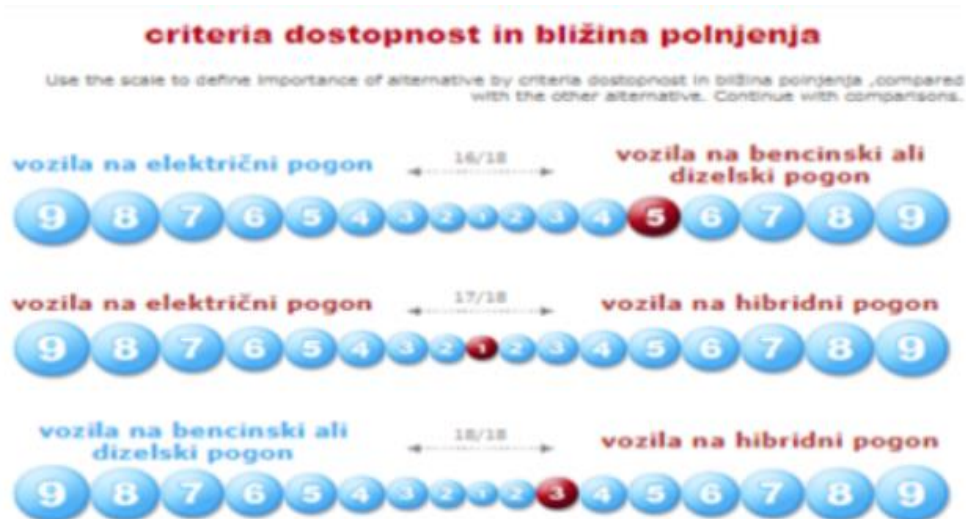 criteria dostopnost in bližina polnjenja
Use the scale to define importance of alternative by criteria dostopnost in bližina polnjenja ,compared
with the other alternative. Continue with comparisons.
vozila na električni pogon
16/18
vozila na bencinski ali
dizelski pogon
9 8 7 6 5 4 3 2 1 2 3 4 5 6 7 8 9
vozila na električni pogon
17/18
vozila na hibridni pogon
9 8 7 6 5 4 3 2 1 2 3 4 5 6 7 8 9
vozila na bencinski ali
dizelski pogon
18/18
vozila na hibridni pogon
9 8 7 6 5 4 3 2 1 2 3 4 5 6 7 8 9